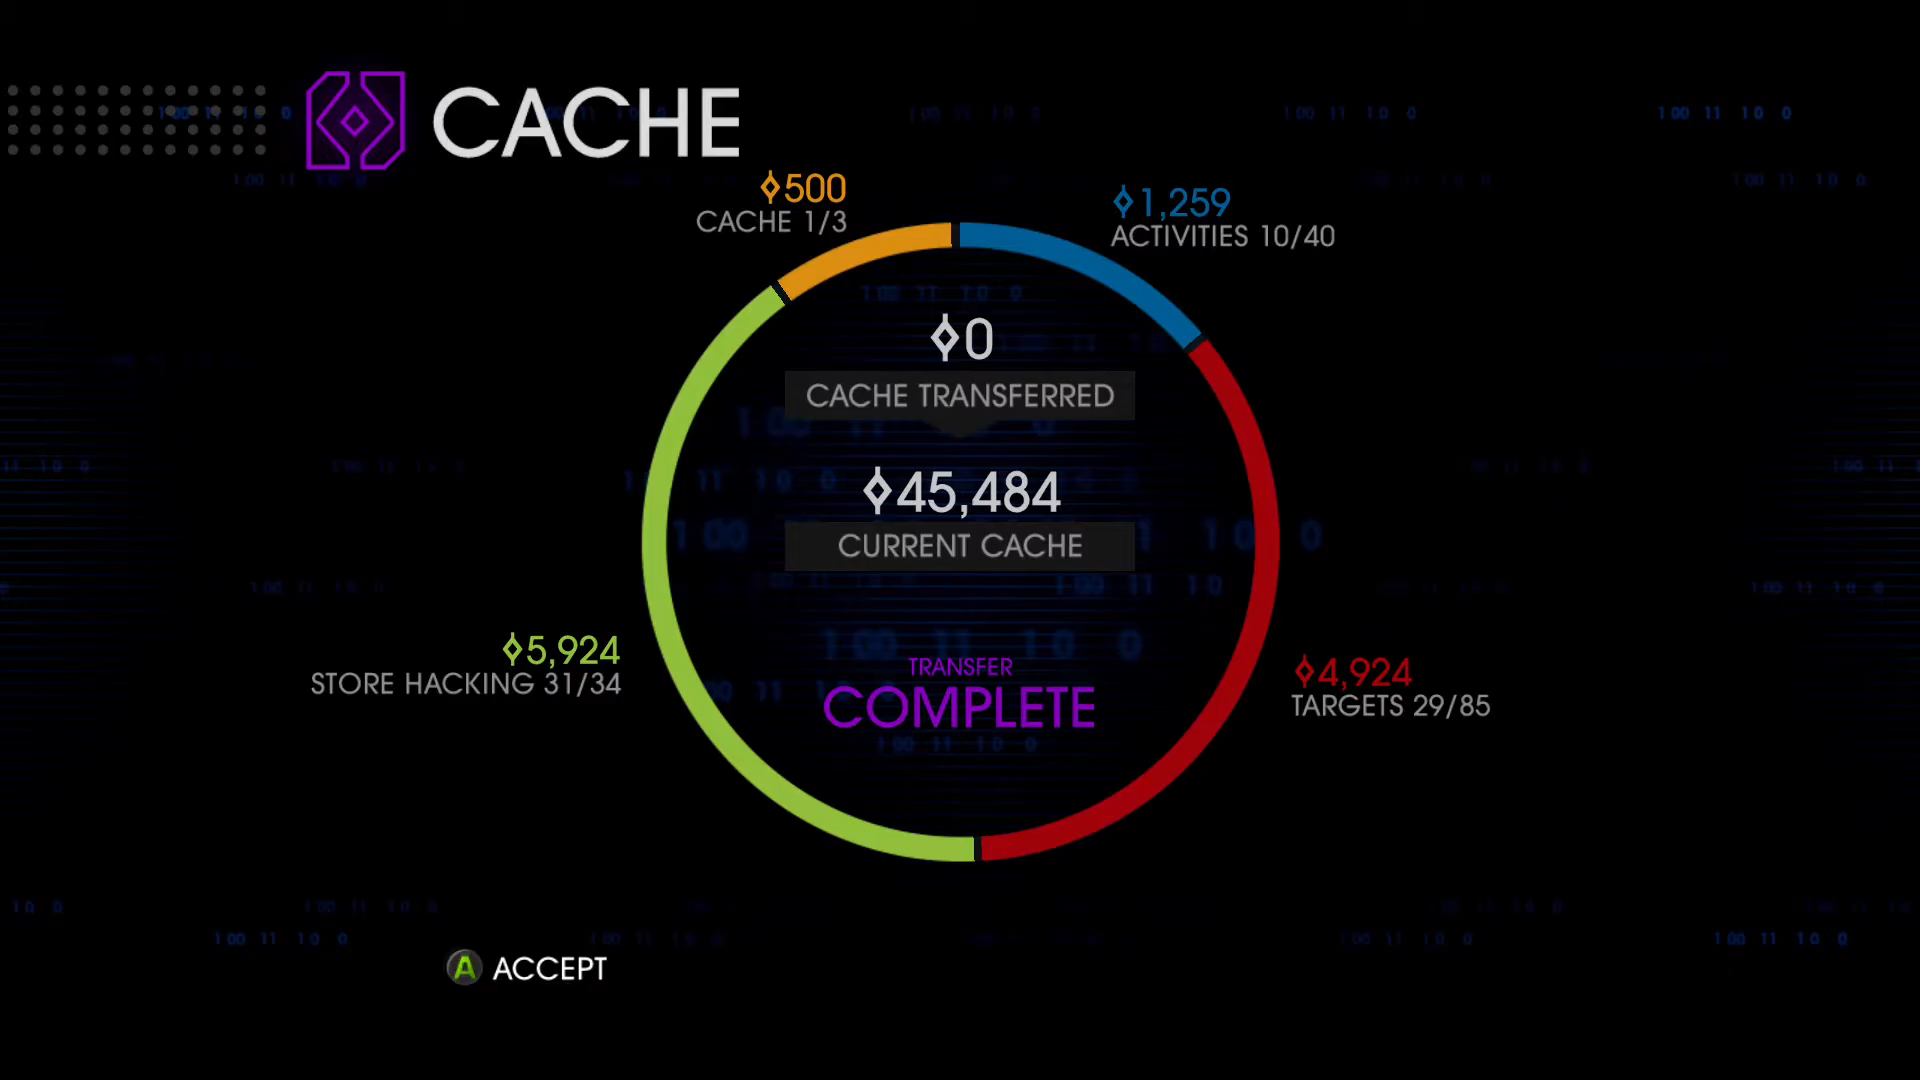 CACHE
500
CACHE 1/3
1,259
ACTIVITIES 10/40
0
CACHE TRANSFERRED
45,484
CURRENT CACHE
5,924
STORE HACKING 31/34
4,924
TARGETS 29/85
TRANSFER
COMPLETE
A ACCEPT